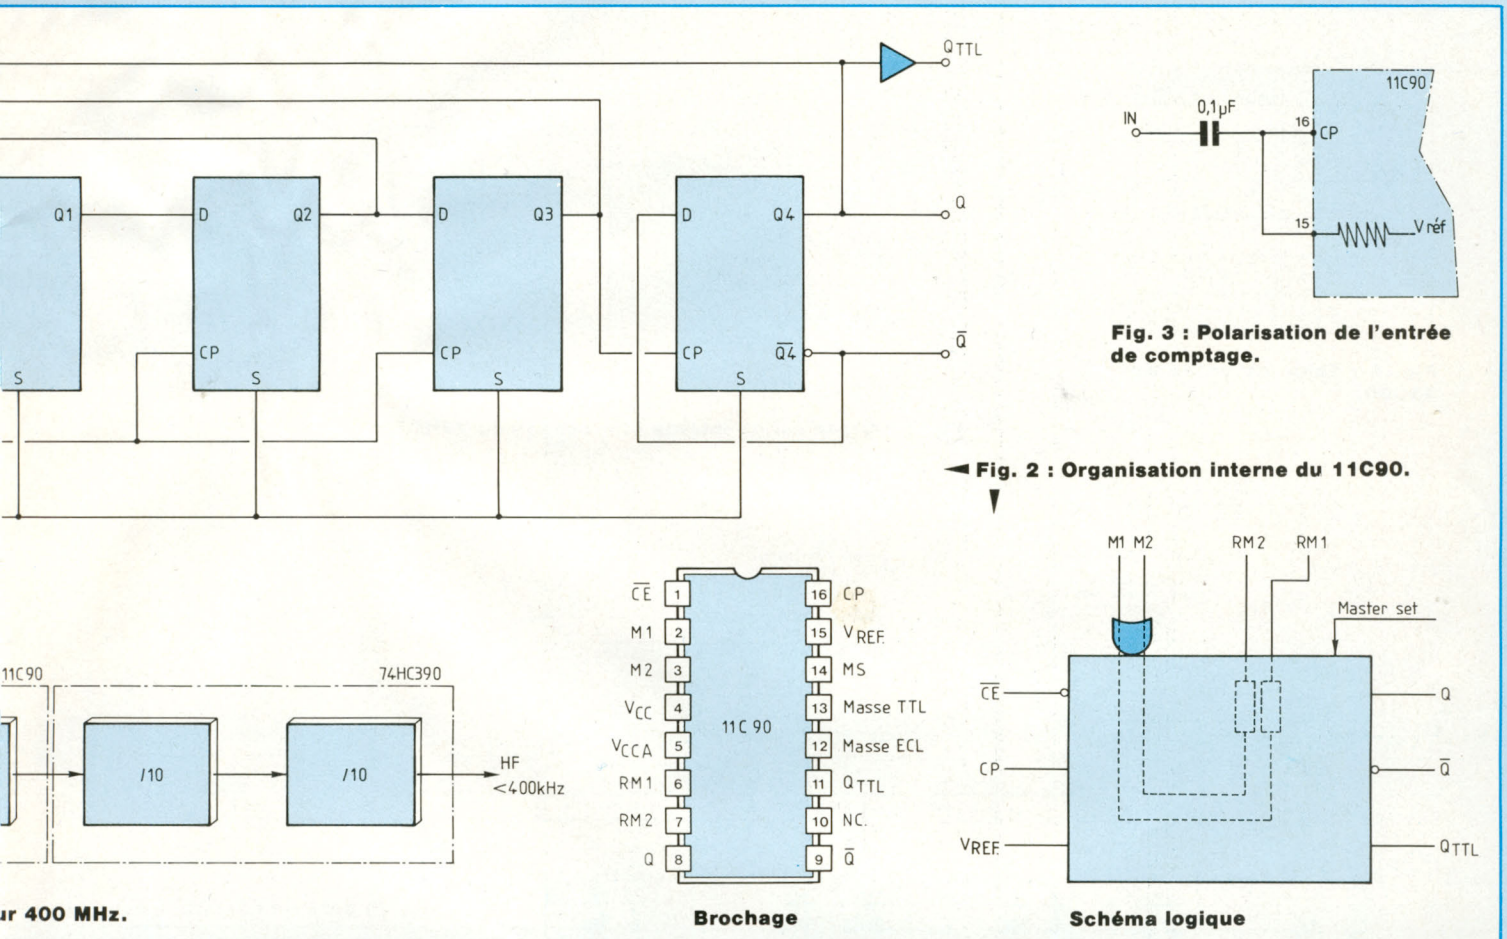 Q TTL
Q1
D
Q2
D
Q3
D
Q4
Q
CP
CP
CP
Q̅4̅
Q̅
S
S
S
S
11C90
IN
0,1µF
16
CP
15
V réf
Fig. 3 : Polarisation de l'entrée
de comptage.
Fig. 2 : Organisation interne du 11C90.
11C90
74HC390
/10
/10
HF
<400kHz
ur 400 MHz.
C̅E̅ 1
M1 2
M2 3
VCC 4
VCCA 5
RM1 6
RM2 7
Q 8
11C 90
16 CP
15 VREF.
14 MS
13 Masse TTL
12 Masse ECL
11 QTTL
10 NC.
9 Q̅
Brochage
M1 M2 RM2 RM1
Master set
C̅E̅
CP
VREF.
Q
Q̅
QTTL
Schéma logique